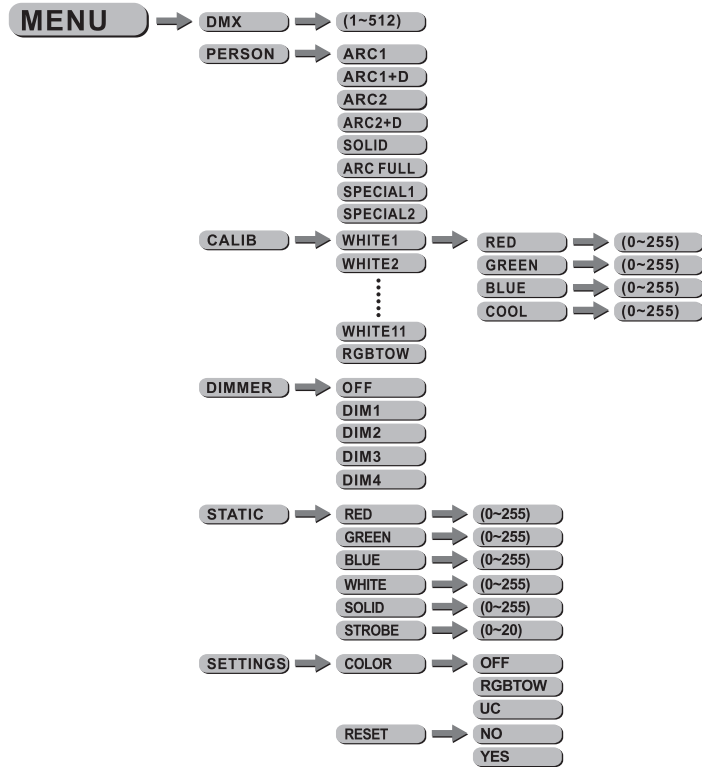 MENU DMX (1~512)
PERSON ARC1
ARC1+D
ARC2
ARC2+D
SOLID
ARC FULL
SPECIAL1
SPECIAL2
CALIB WHITE1 RED (0~255)
WHITE2 GREEN (0~255)
BLUE (0~255)
COOL (0~255)
WHITE11
RGBTOW
DIMMER OFF
DIM1
DIM2
DIM3
DIM4
STATIC RED (0~255)
GREEN (0~255)
BLUE (0~255)
WHITE (0~255)
SOLID (0~255)
STROBE (0~20)
SETTINGS COLOR OFF
RGBTOW
UC
RESET NO
YES